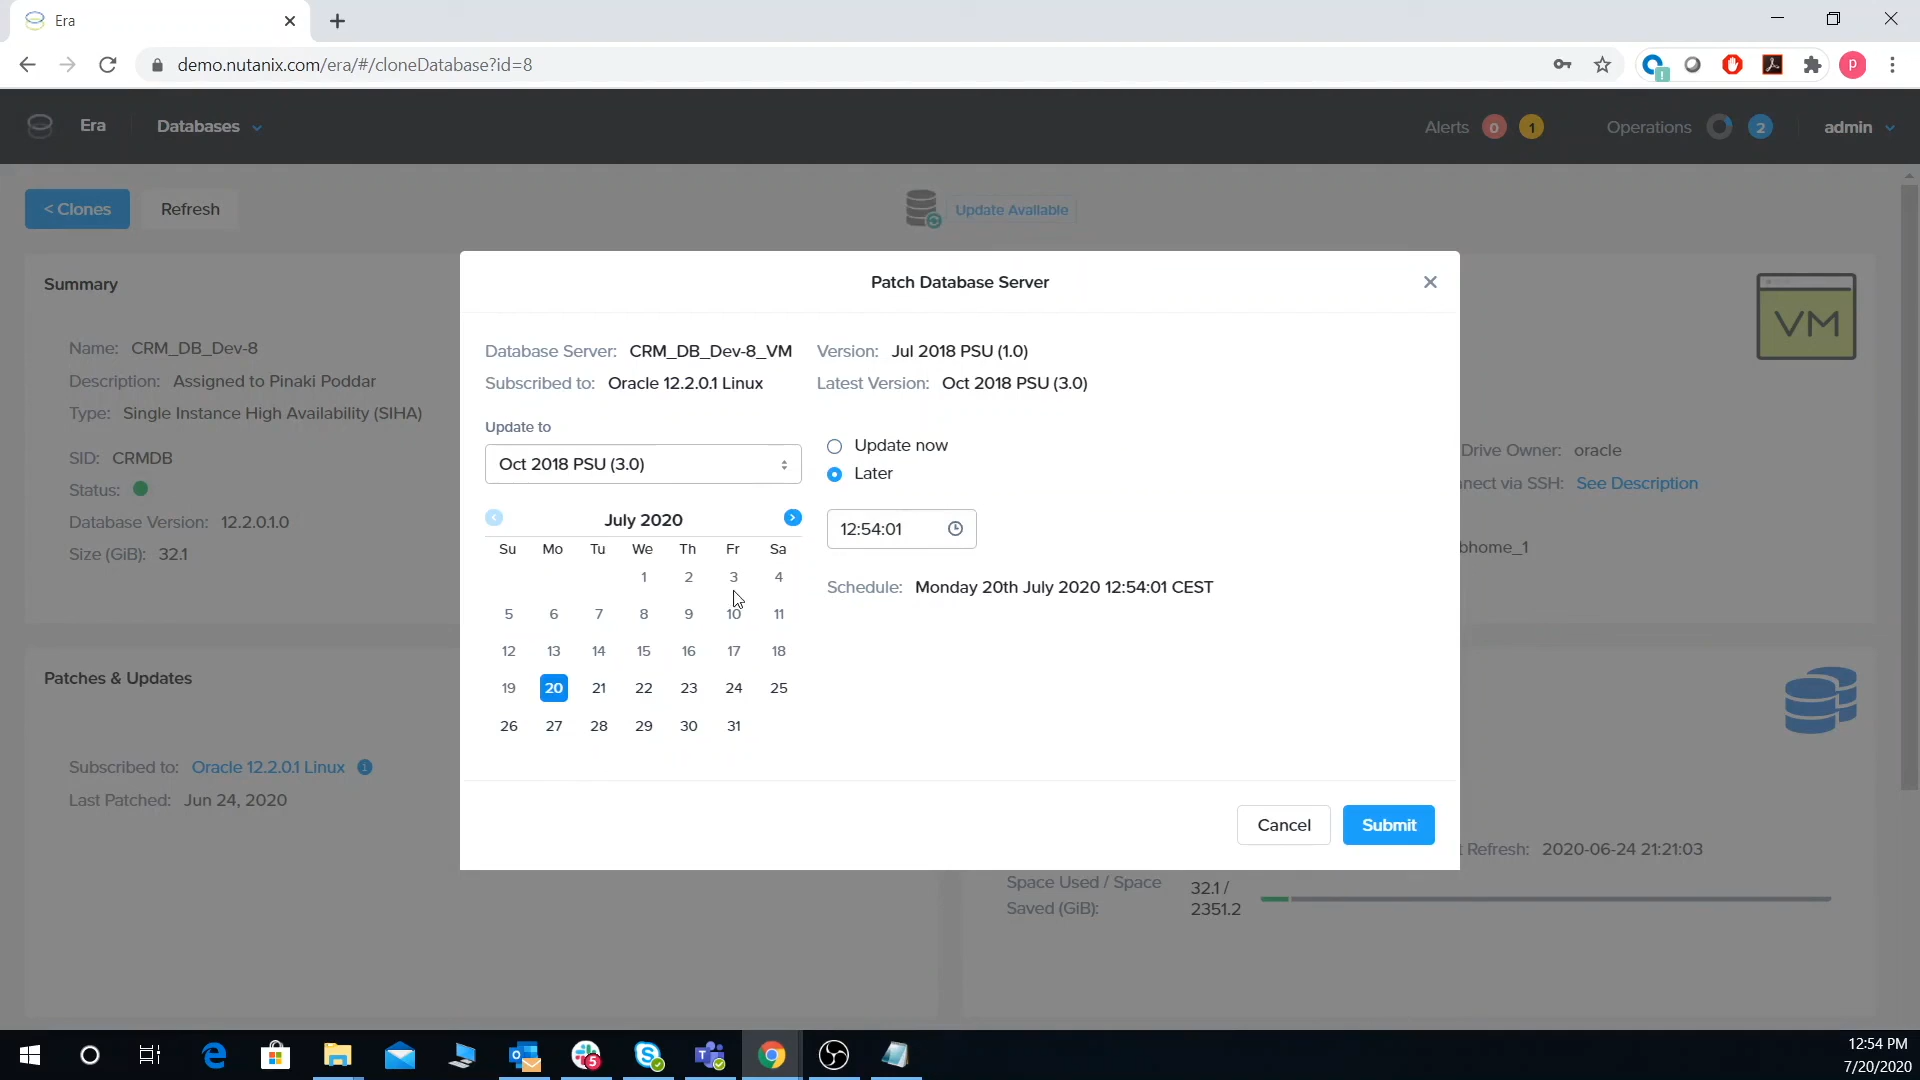 Era
demo.nutanix.com/era/#/cloneDatabase?id=8
P
Era
Databases
Alerts 0 1
Operations 2
admin
< Clones
Refresh
Update Available
Summary
Name: CRM_DB_Dev-8
Description: Assigned to Pinaki Poddar
Type: Single Instance High Availability (SIHA)
SID: CRMDB
Status:
Database Version: 12.2.0.1.0
Size (GiB): 32.1
VM
Drive Owner: oracle
nect via SSH: See Description
bhome_1
Patch Database Server
Database Server: CRM_DB_Dev-8_VM
Version: Jul 2018 PSU (1.0)
Subscribed to: Oracle 12.2.0.1 Linux
Latest Version: Oct 2018 PSU (3.0)
Update to
Oct 2018 PSU (3.0)
Update now
Later
July 2020
Su Mo Tu We Th Fr Sa
1 2 3 4
5 6 7 8 9 10 11
12 13 14 15 16 17 18
19 20 21 22 23 24 25
26 27 28 29 30 31
12:54:01
Schedule: Monday 20th July 2020 12:54:01 CEST
Cancel
Submit
Patches & Updates
Subscribed to: Oracle 12.2.0.1 Linux
Last Patched: Jun 24, 2020
Refresh: 2020-06-24 21:21:03
Space Used / Space
Saved (GiB):
32.1 /
2351.2
5
12:54 PM
7/20/2020